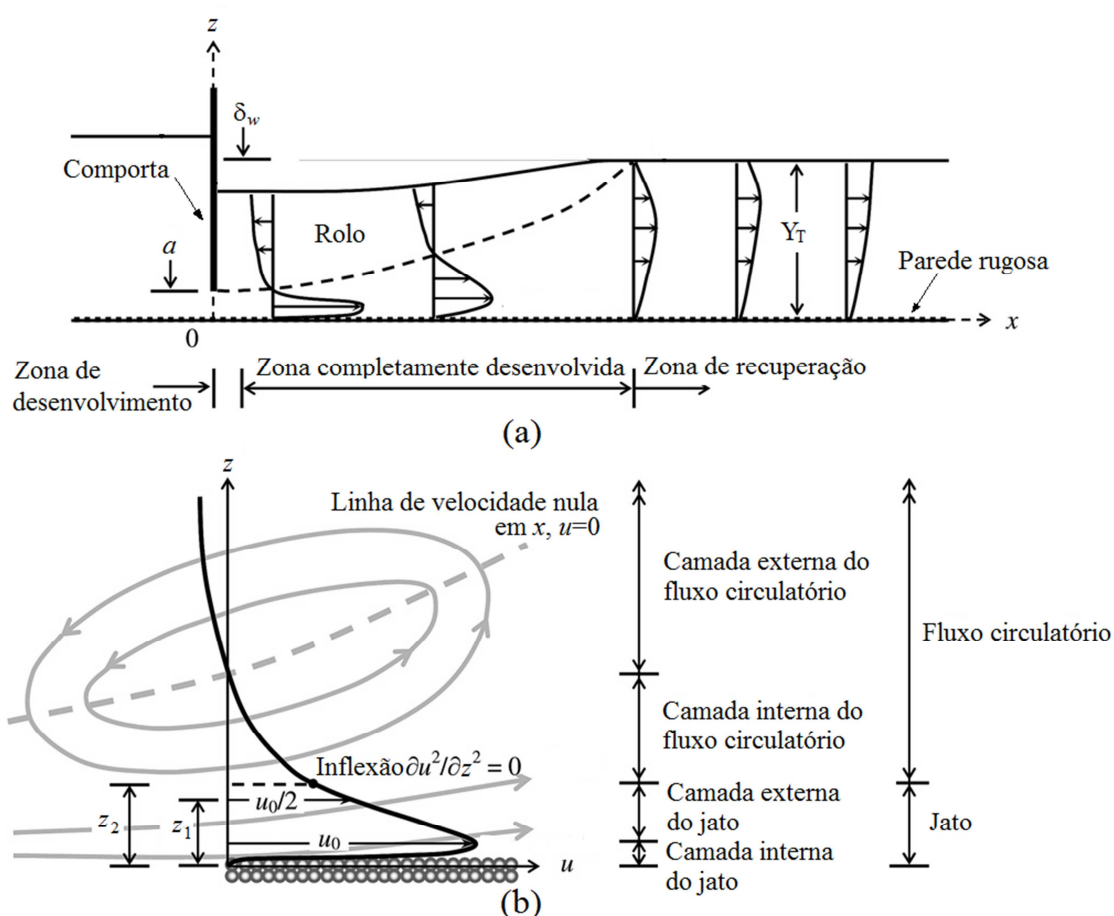 z
δw
Comporta
a
Rolo
YT
Parede rugosa
0
x
Zona de
desenvolvimento
Zona completamente desenvolvida
Zona de recuperação
(a)
z
Linha de velocidade nula
em x, u=0
Camada externa do
fluxo circulatório
Fluxo circulatório
Camada interna do
fluxo circulatório
Inflexão ∂u²/∂z² = 0
u0/2
z2
z1
Camada externa
do jato
Jato
u0
u
Camada interna
do jato
(b)